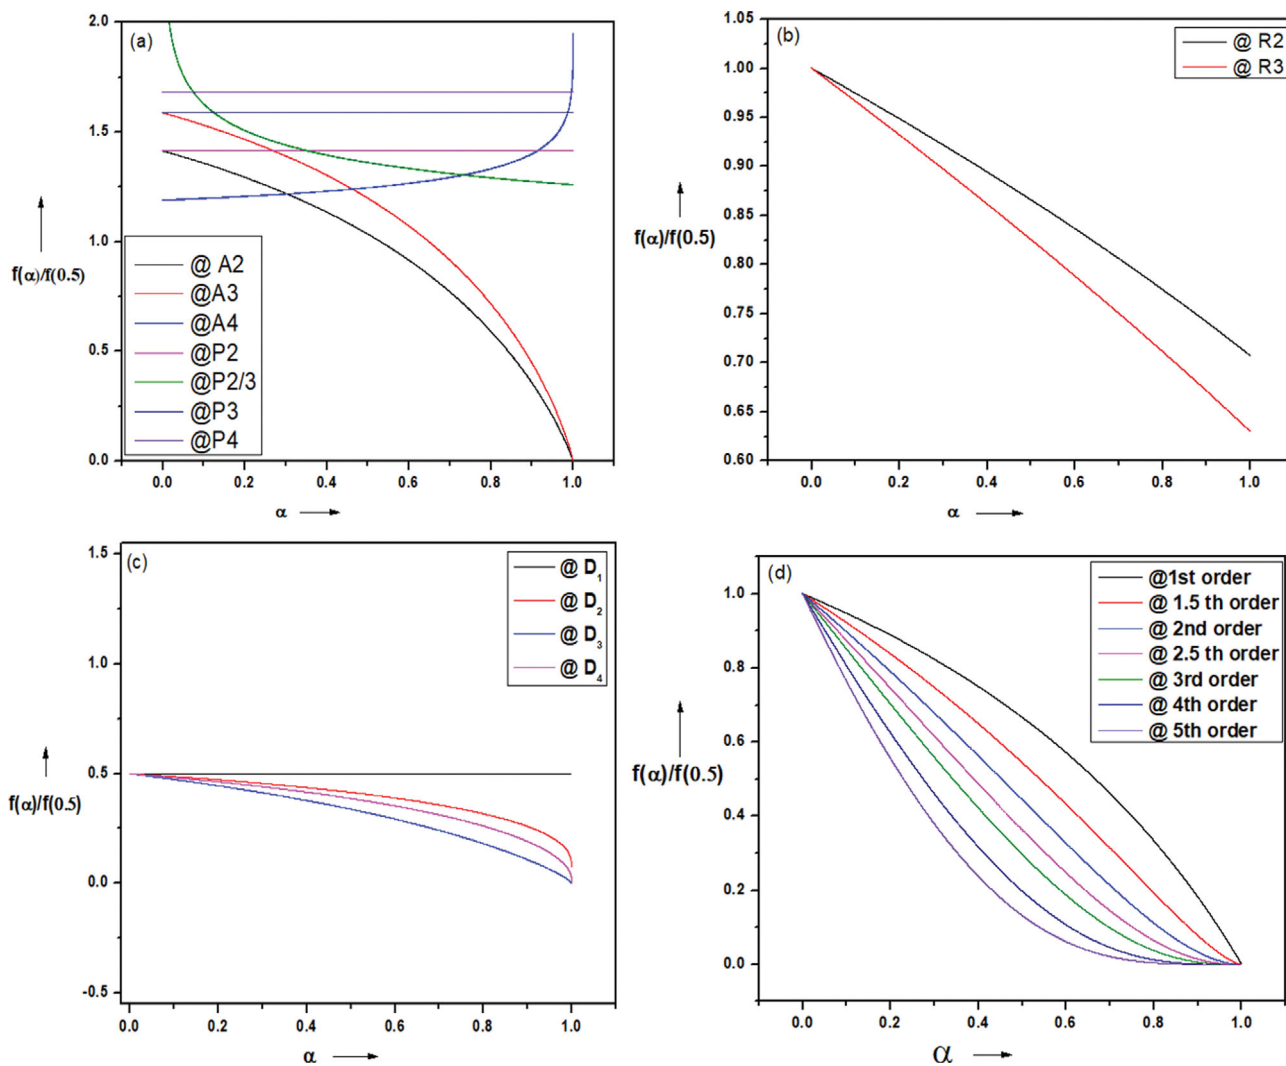 (a)
2.0
1.5
1.0
0.5
0.0
f(α)/f(0.5)
@ A2
@A3
@A4
@P2
@P2/3
@P3
@P4
0.0 0.2 0.4 0.6 0.8 1.0
α
(b)
1.05
1.00
0.95
0.90
0.85
0.80
0.75
0.70
0.65
0.60
f(α)/f(0.5)
@ R2
@ R3
0.0 0.2 0.4 0.6 0.8 1.0
α
(c)
1.5
1.0
0.5
0.0
-0.5
f(α)/f(0.5)
@ D1
@ D2
@ D3
@ D4
0.0 0.2 0.4 0.6 0.8 1.0
α
(d)
1.0
0.8
0.6
0.4
0.2
0.0
f(α)/f(0.5)
@1st order
@ 1.5 th order
@ 2nd order
@ 2.5 th order
@ 3rd order
@ 4th order
@ 5th order
0.0 0.2 0.4 0.6 0.8 1.0
α